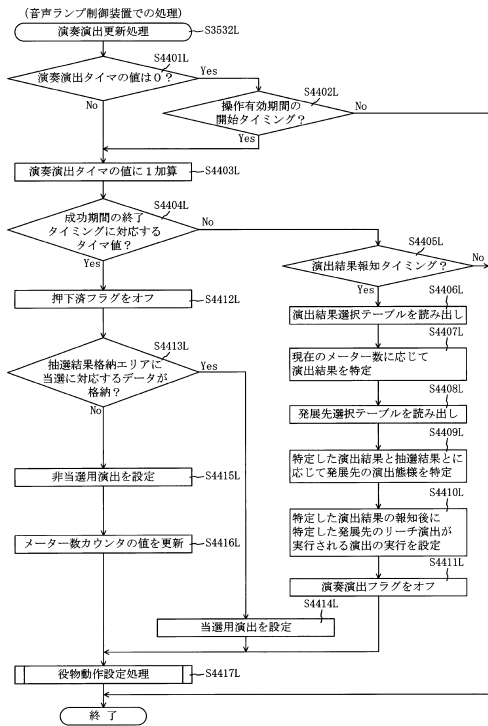 (音声ランプ制御装置での処理)
演奏演出更新処理
S3532L
S4401L
演奏演出タイマの値は0?
Yes
No
S4402L
操作有効期間の
開始タイミング?
No
Yes
演奏演出タイマの値に1加算
S4403L
S4404L
成功期間の終了
タイミングに対応する
タイマ値?
No
Yes
S4405L
演出結果報知タイミング?
No
Yes
押下済フラグをオフ
S4412L
S4406L
演出結果選択テーブルを読み出し
S4407L
現在のメーター数に応じて
演出結果を特定
S4413L
抽選結果格納エリアに
当選に対応するデータが
格納?
Yes
No
S4408L
発展先選択テーブルを読み出し
S4409L
特定した演出結果と抽選結果とに
応じて発展先の演出態様を特定
非当選用演出を設定
S4415L
S4410L
特定した演出結果の報知後に
特定した発展先のリーチ演出が
実行される演出の実行を設定
メーター数カウンタの値を更新
S4416L
S4411L
演奏演出フラグをオフ
S4414L
当選用演出を設定
役物動作設定処理
S4417L
終了